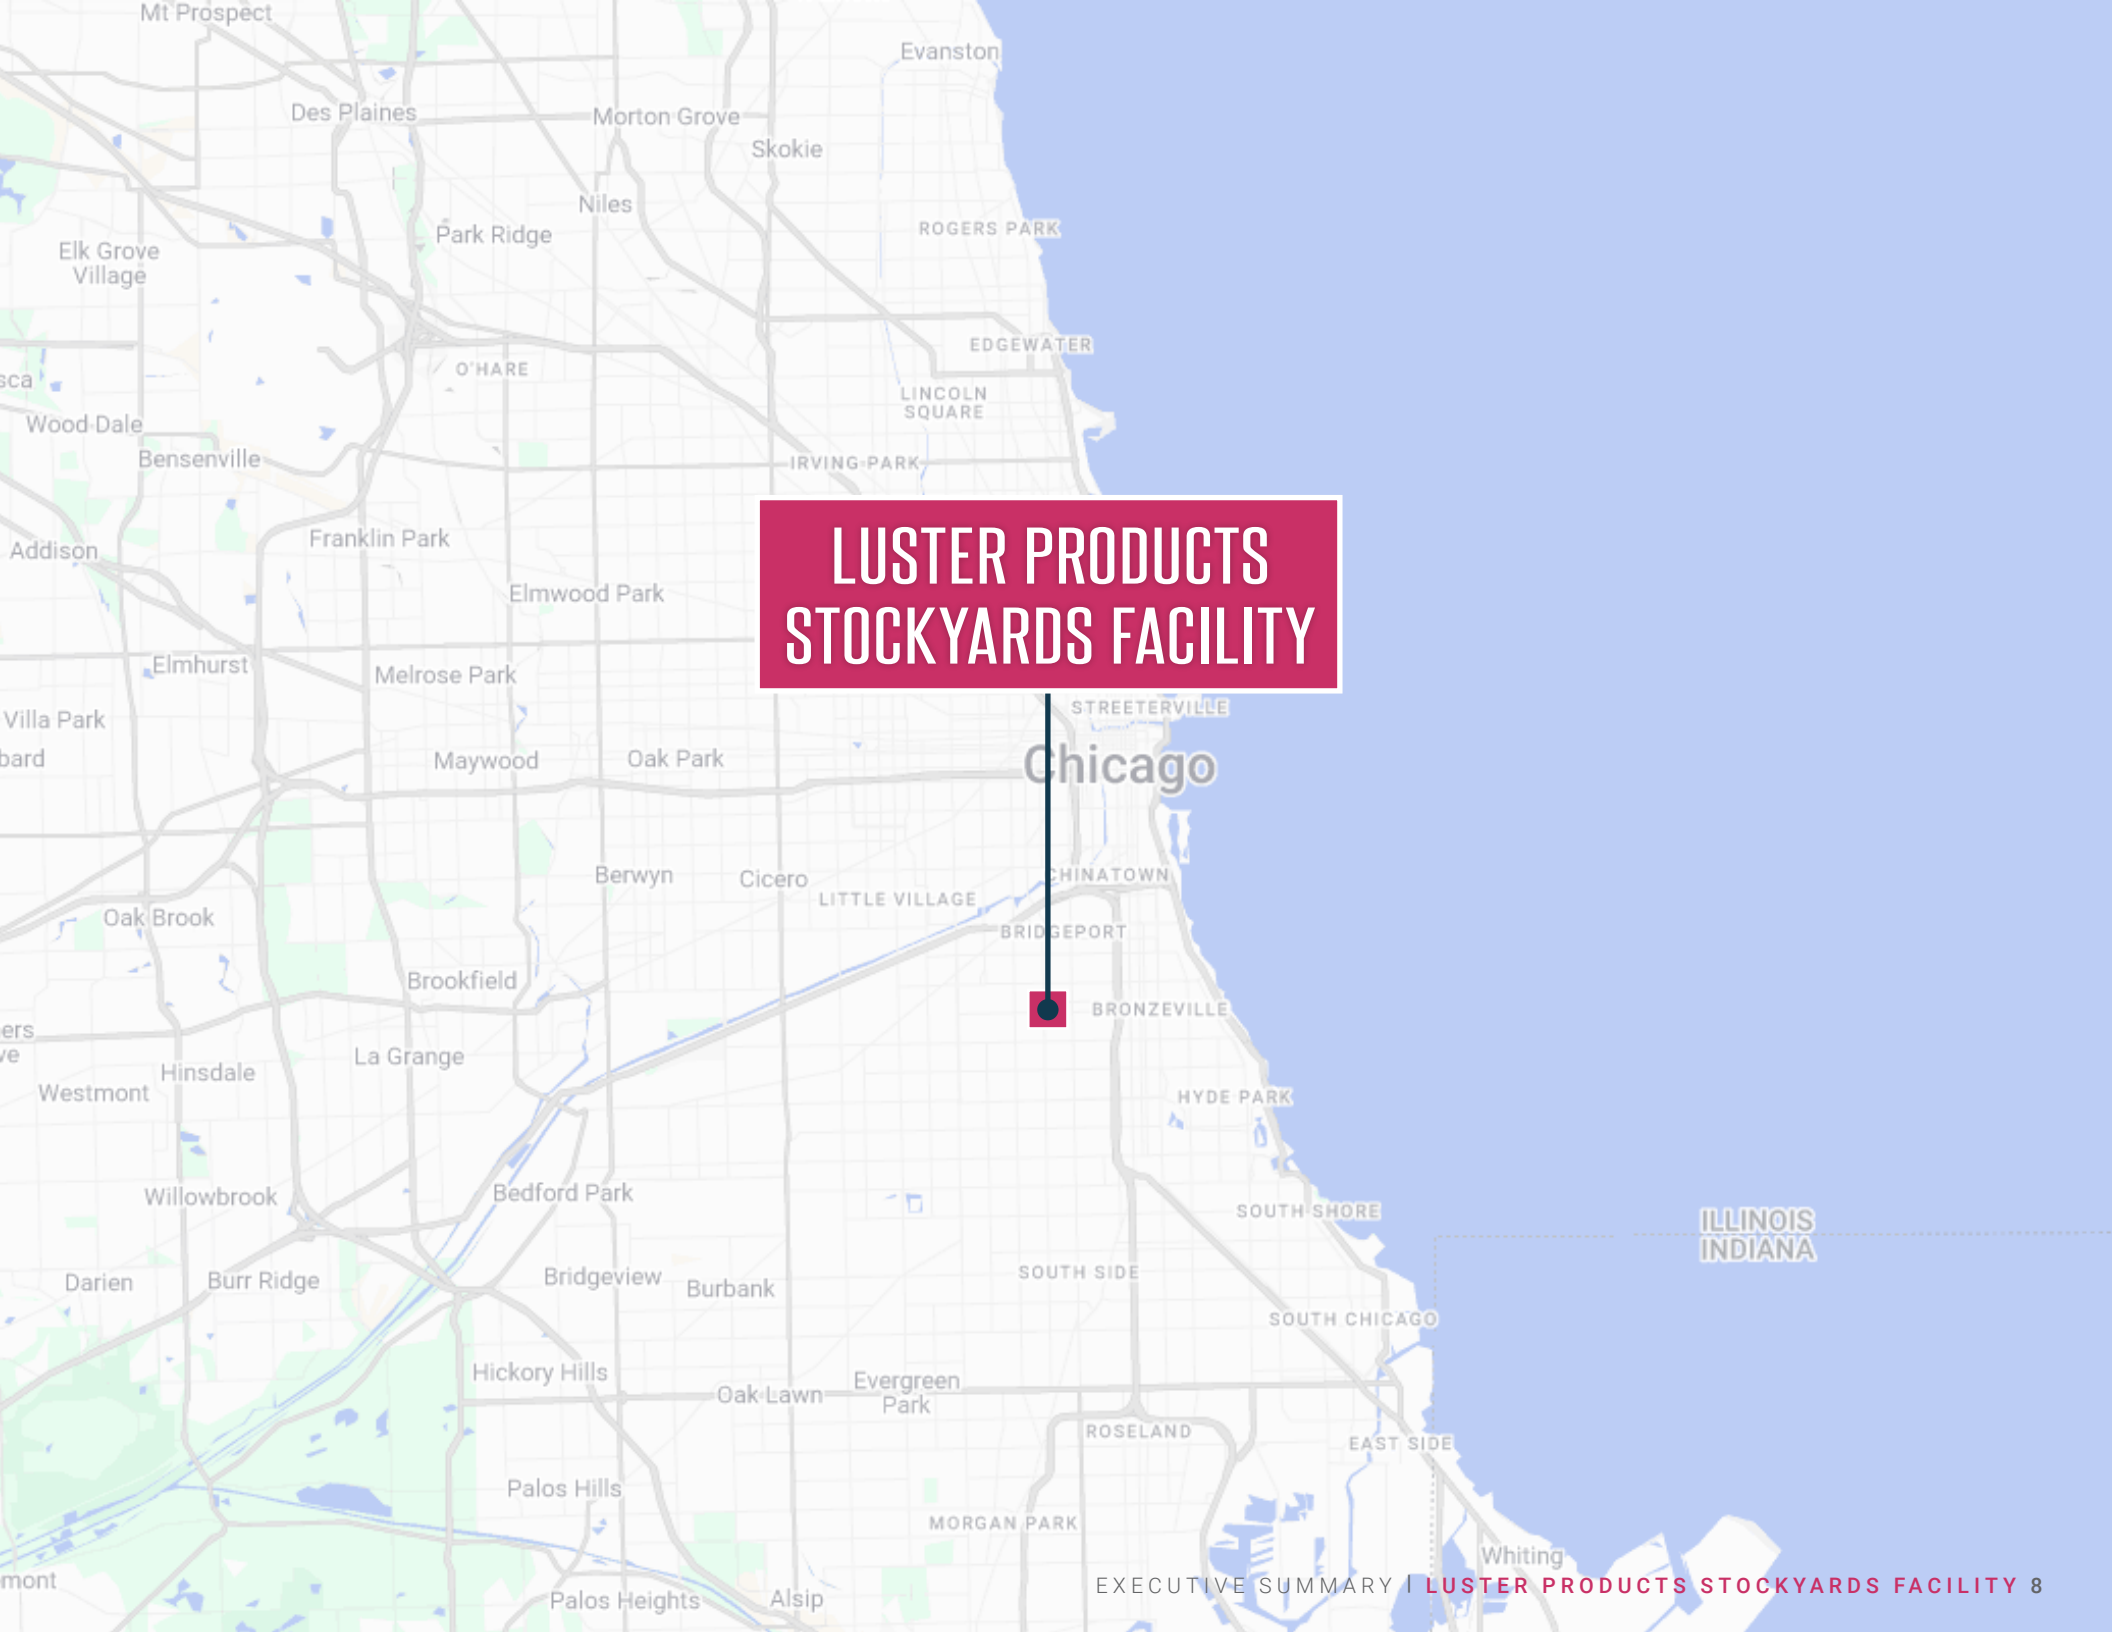 Mt Prospect
Evanston
Des Plaines
Morton Grove
Skokie
Niles
ROGERS PARK
Park Ridge
Elk Grove
Village
EDGEWATER
O'HARE
sca
LINCOLN
SQUARE
Wood Dale
Bensenville
IRVING PARK
LUSTER PRODUCTS
STOCKYARDS FACILITY
Franklin Park
Addison
Elmwood Park
Elmhurst
Melrose Park
STREETERVILLE
Villa Park
bard
Maywood
Oak Park
Chicago
Berwyn
Cicero
CHINATOWN
LITTLE VILLAGE
Oak Brook
BRIDGEPORT
Brookfield
BRONZEVILLE
ers
ve
La Grange
Hinsdale
Westmont
HYDE PARK
Willowbrook
Bedford Park
SOUTH SHORE
ILLINOIS
INDIANA
Darien
Burr Ridge
Bridgeview
Burbank
SOUTH SIDE
SOUTH CHICAGO
Hickory Hills
Oak Lawn
Evergreen
Park
ROSELAND
EAST SIDE
Palos Hills
MORGAN PARK
Whiting
mont
Palos Heights
Alsip
EXECUTIVE SUMMARY | LUSTER PRODUCTS STOCKYARDS FACILITY 8